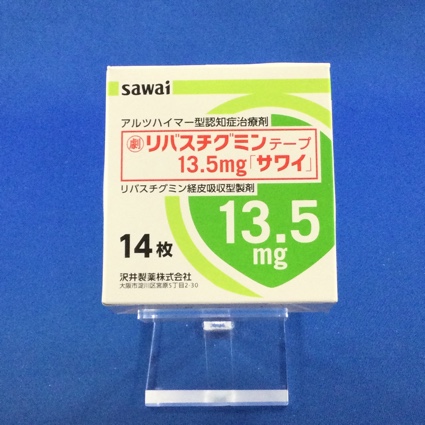 sawai
アルツハイマー型認知症治療剤
劇 リバスチグミンテープ
13.5mg「サワイ」
リバスチグミン経皮吸収型製剤
14枚
13.5
mg
沢井製薬株式会社
大阪市淀川区宮原5丁目2-30